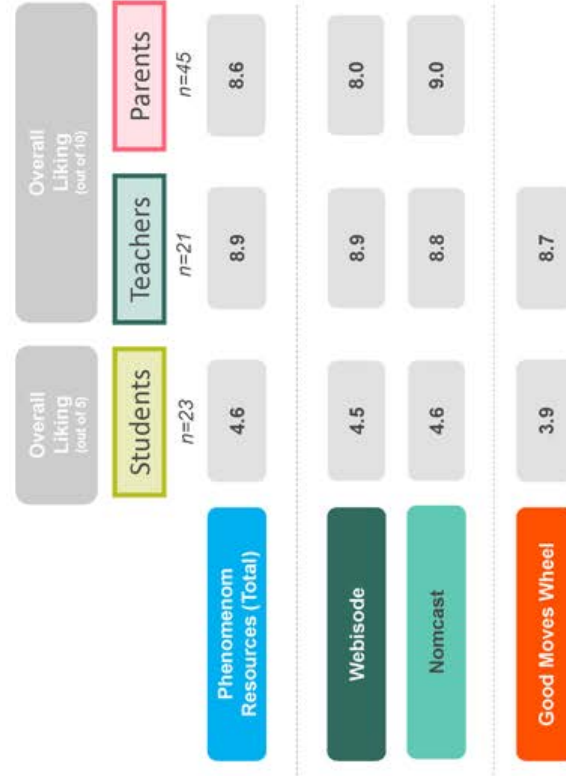 Overall
Liking
(out of 5)
Overall
Liking
(out of 10)
Students
Teachers
Parents
n=23
n=21
n=45
Phenomenom
Resources (Total)
4.6
8.9
8.6
Webisode
4.5
8.9
8.0
Nomcast
4.6
8.8
9.0
Good Moves Wheel
3.9
8.7